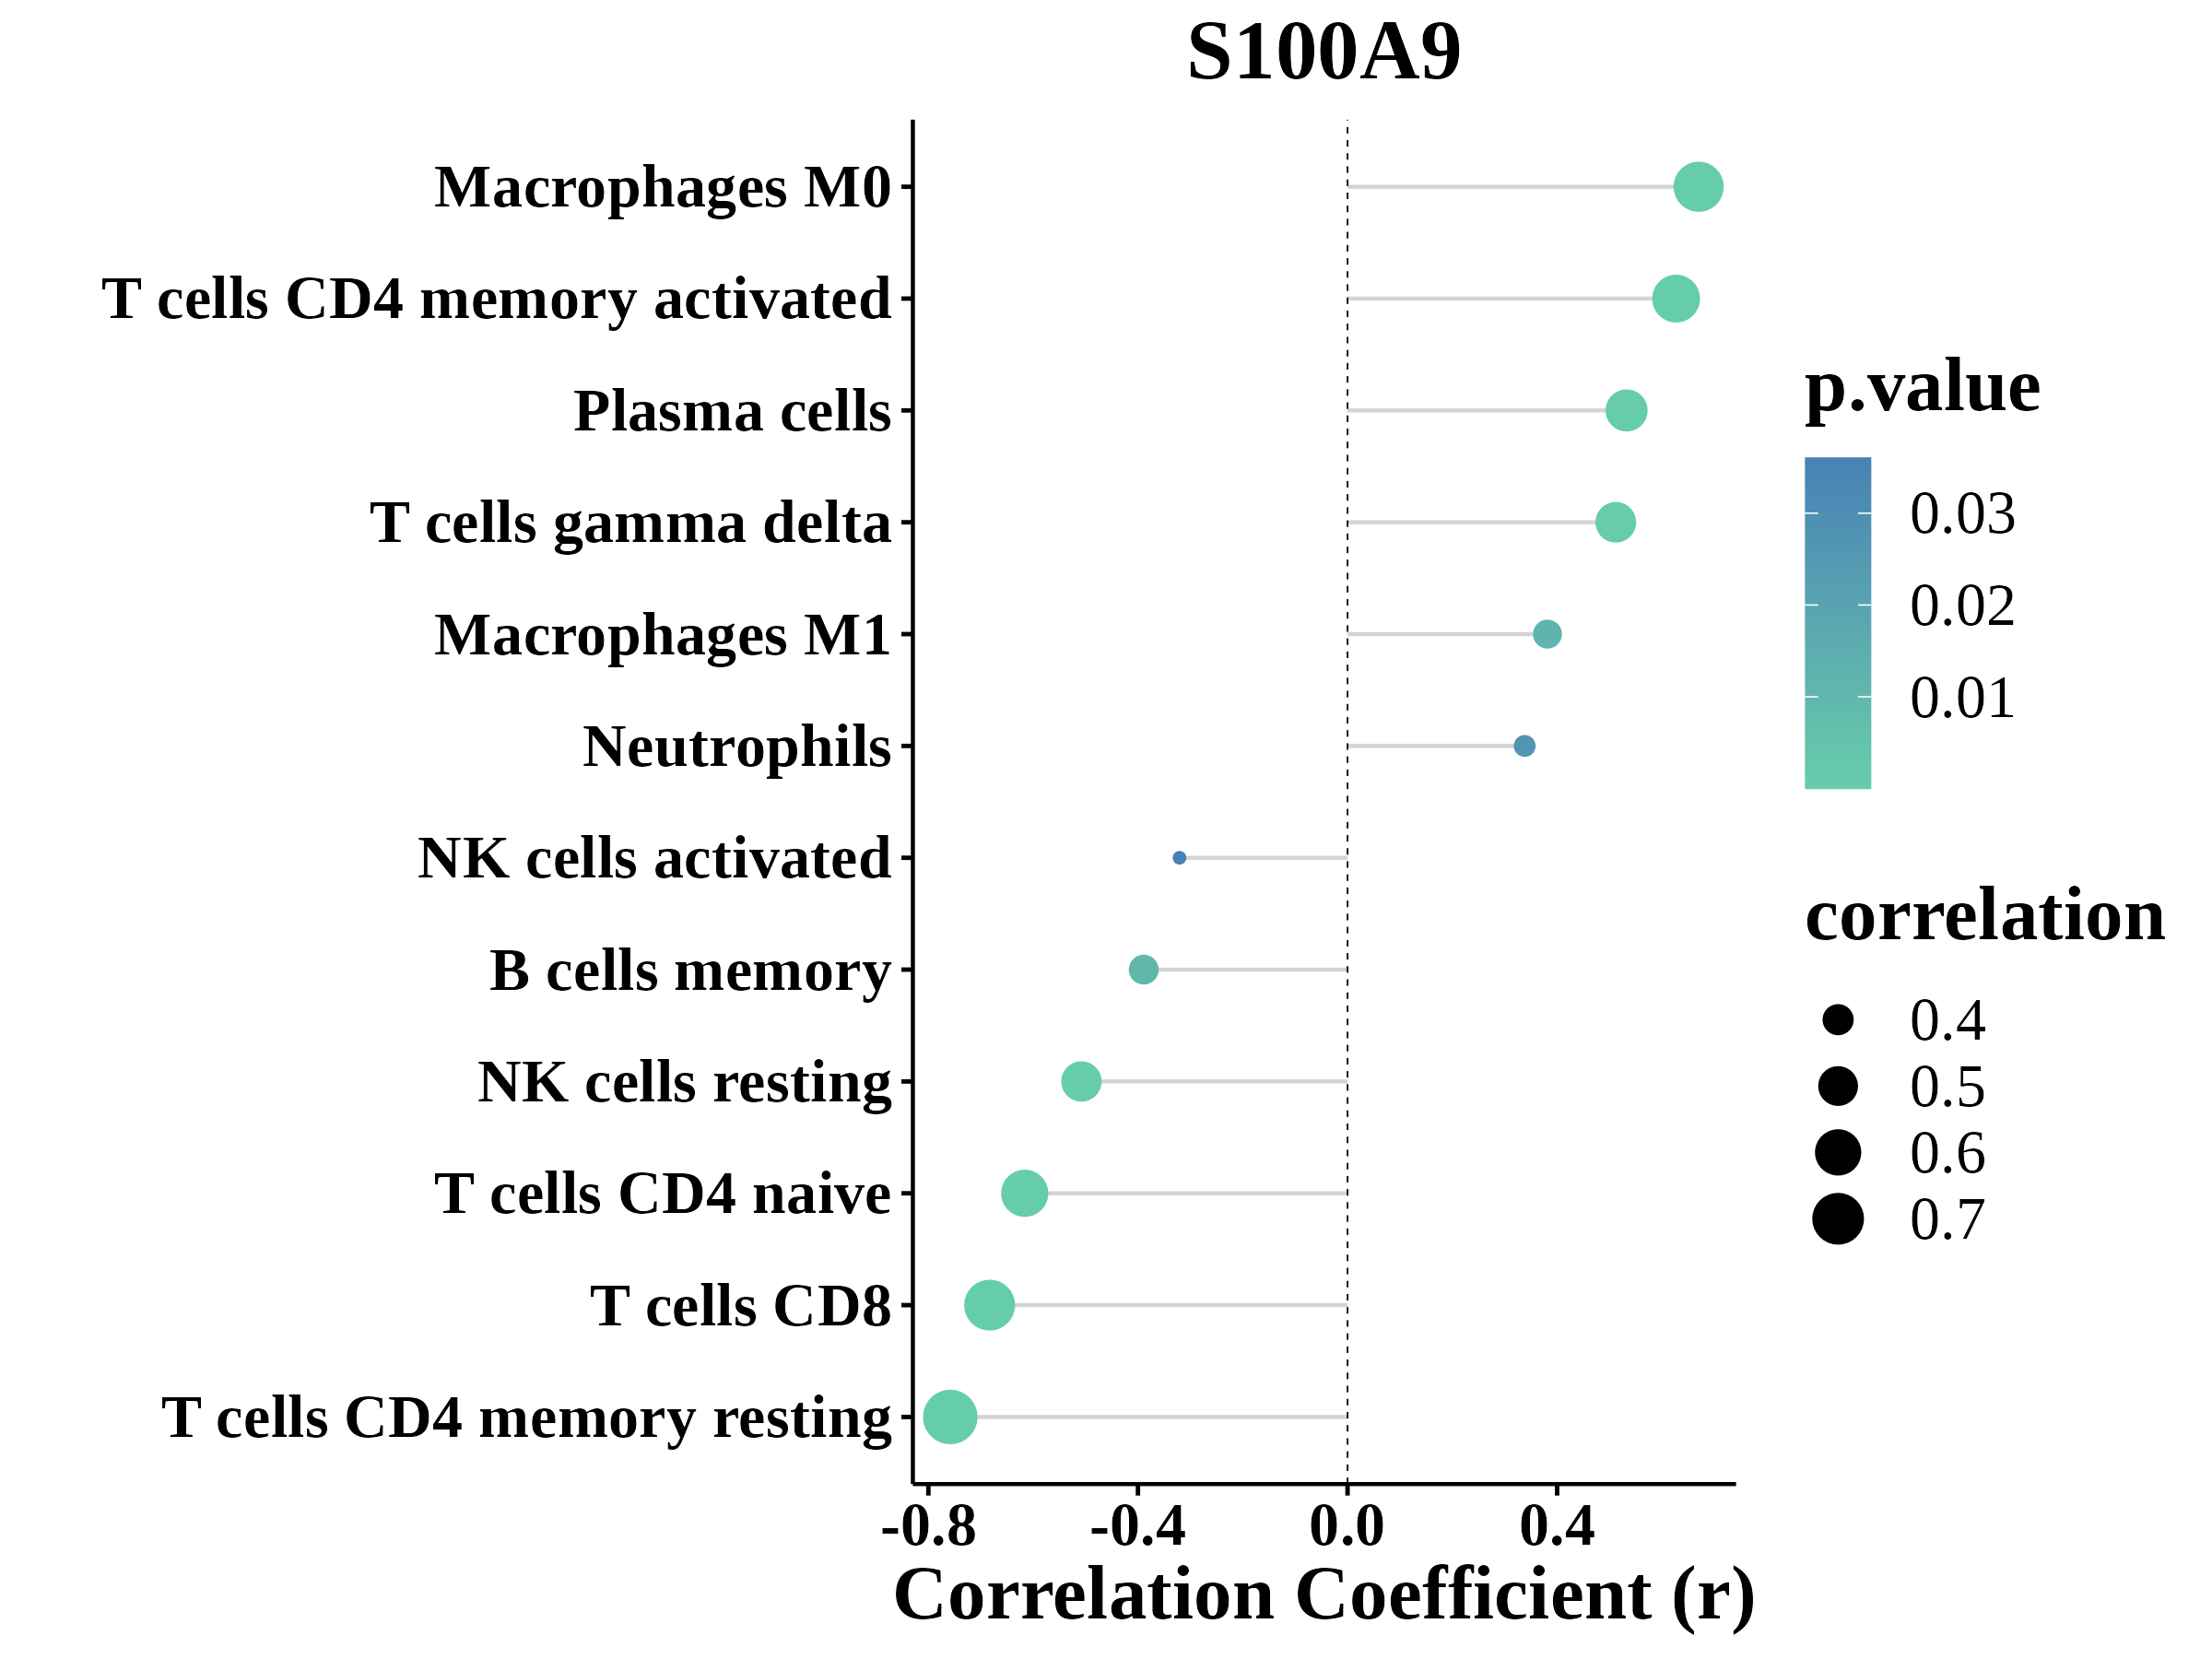 S100A9
Macrophages M0
T cells CD4 memory activated
Plasma cells
T cells gamma delta
Macrophages M1
Neutrophils
NK cells activated
B cells memory
NK cells resting
T cells CD4 naive
T cells CD8
T cells CD4 memory resting
-0.8 -0.4 0.0 0.4
Correlation Coefficient (r)
p.value
0.03
0.02
0.01
correlation
0.4
0.5
0.6
0.7